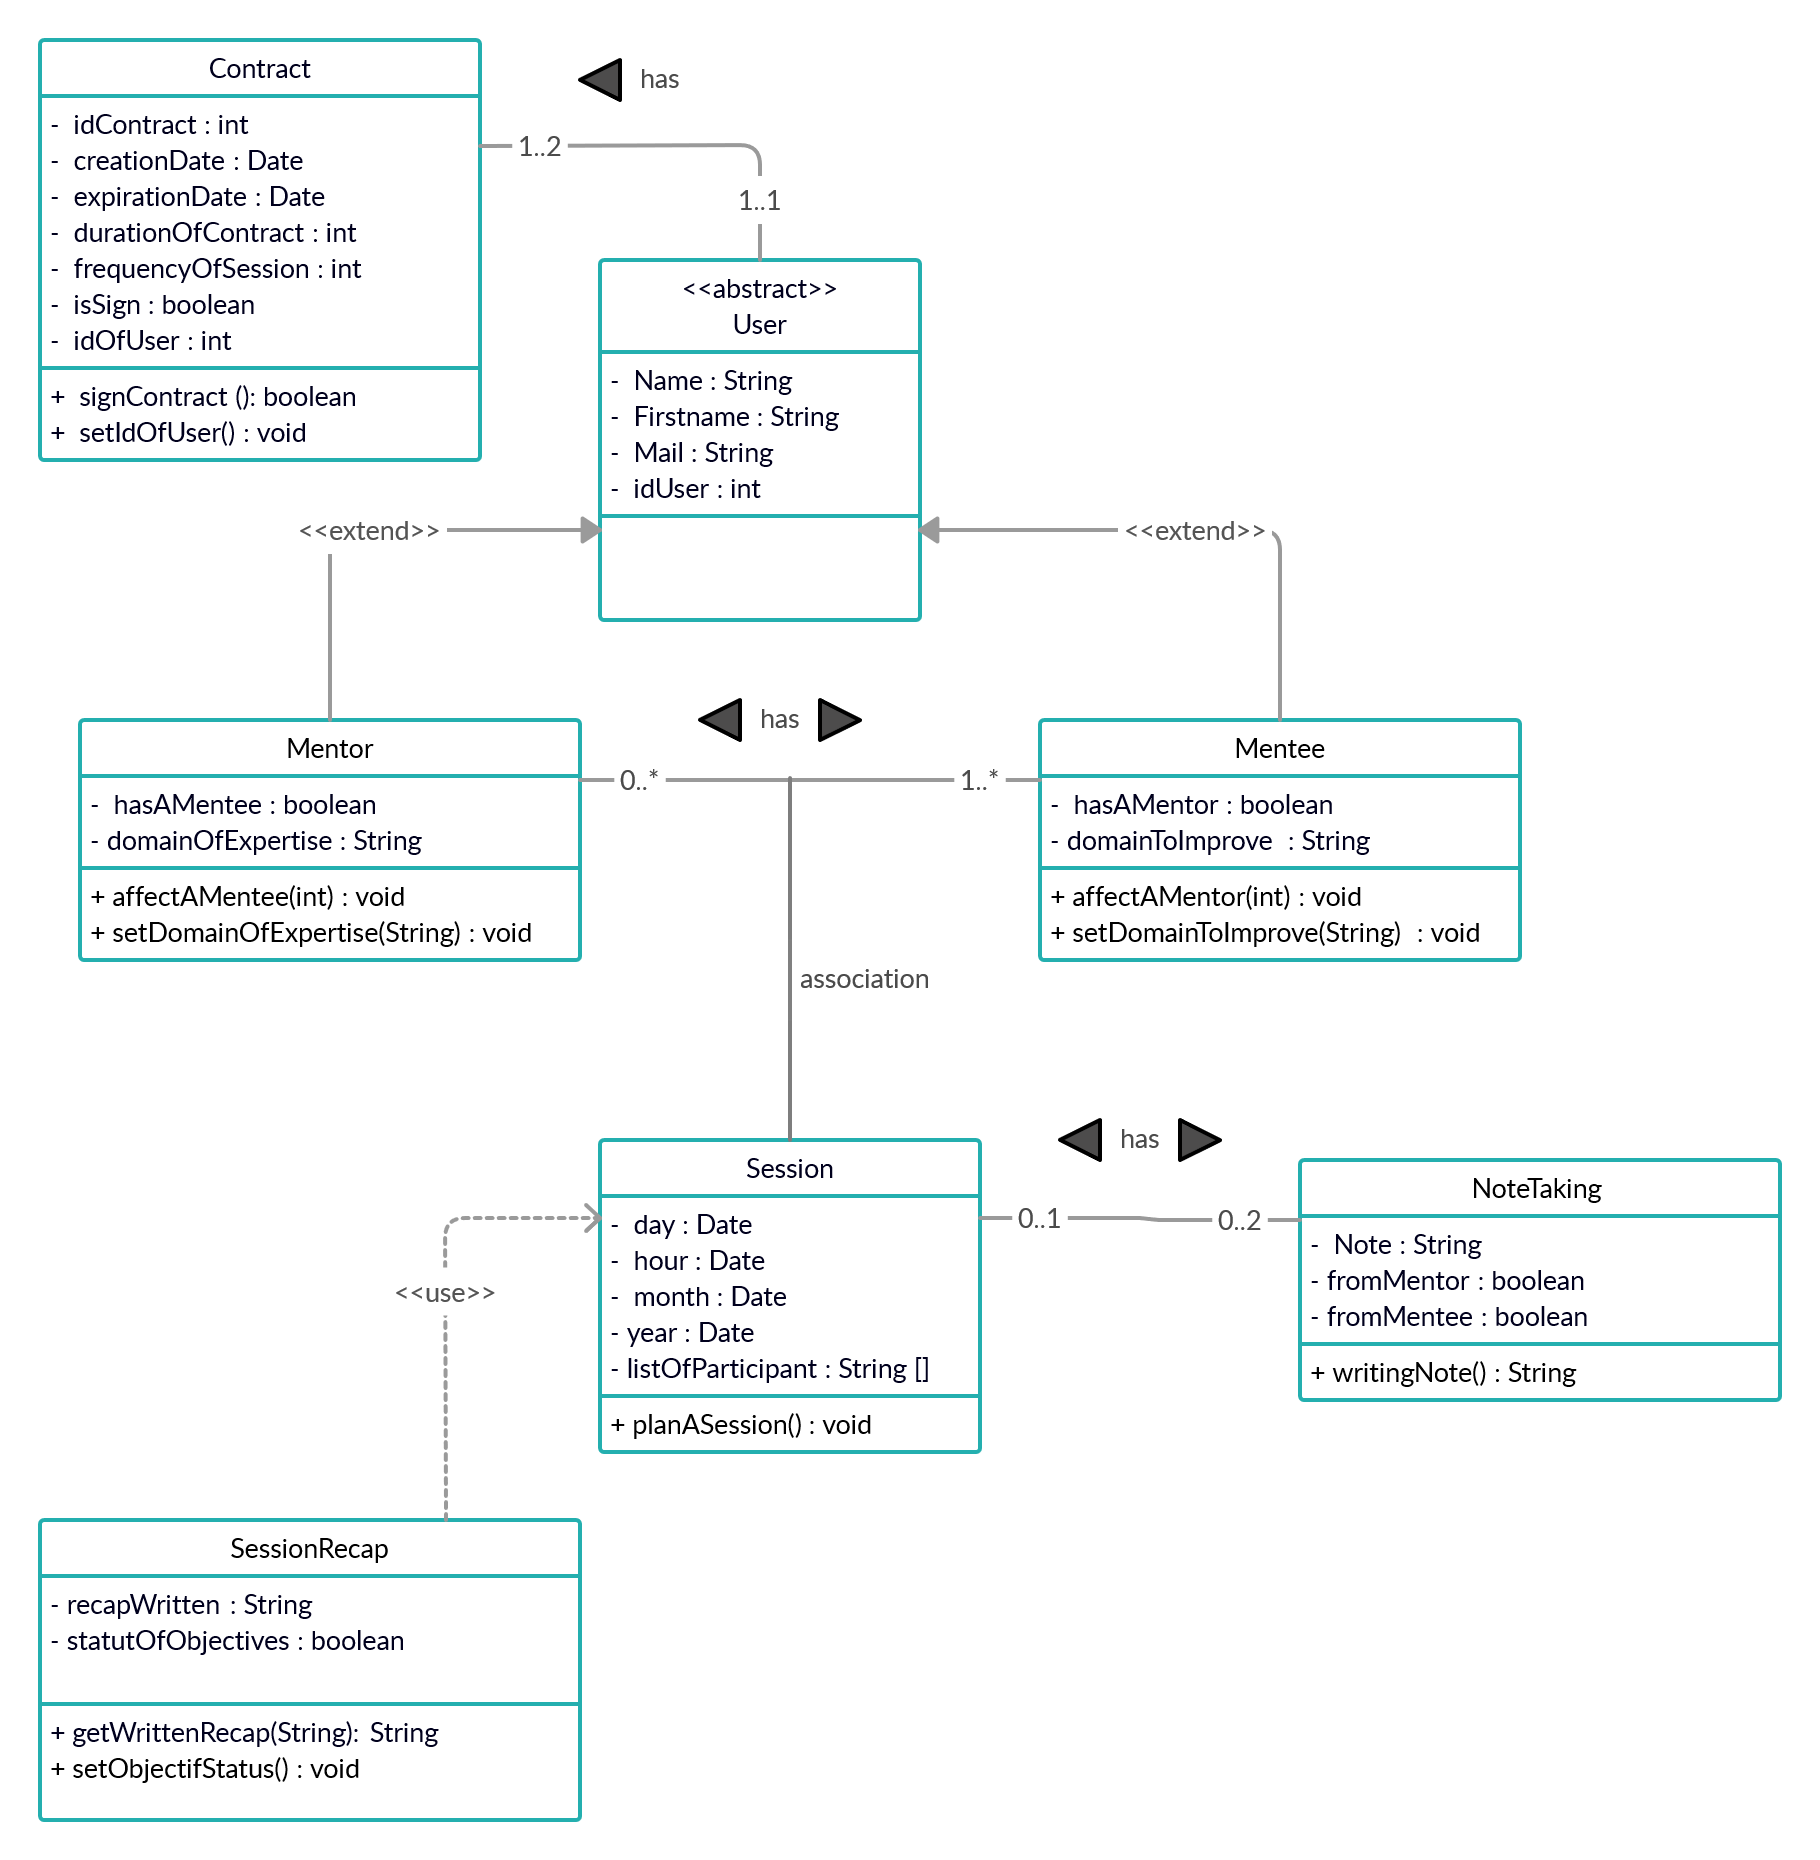 Contract
- idContract : int
- creationDate : Date
- expirationDate : Date
- durationOfContract : int
- frequencyOfSession : int
- isSign : boolean
- idOfUser : int
+ signContract (): boolean
+ setIdOfUser() : void
has
1..2
1..1
<<abstract>>
User
- Name : String
- Firstname : String
- Mail : String
- idUser : int
<<extend>>
<<extend>>
Mentor
- hasAMentee : boolean
- domainOfExpertise : String
+ affectAMentee(int) : void
+ setDomainOfExpertise(String) : void
has
0..*
1..*
Mentee
- hasAMentor : boolean
- domainToImprove : String
+ affectAMentor(int) : void
+ setDomainToImprove(String) : void
association
Session
- day : Date
- hour : Date
- month : Date
- year : Date
- listOfParticipant : String []
+ planASession() : void
has
0..1
0..2
NoteTaking
- Note : String
- fromMentor : boolean
- fromMentee : boolean
+ writingNote() : String
<<use>>
SessionRecap
- recapWritten : String
- statutOfObjectives : boolean
+ getWrittenRecap(String): String
+ setObjectifStatus() : void